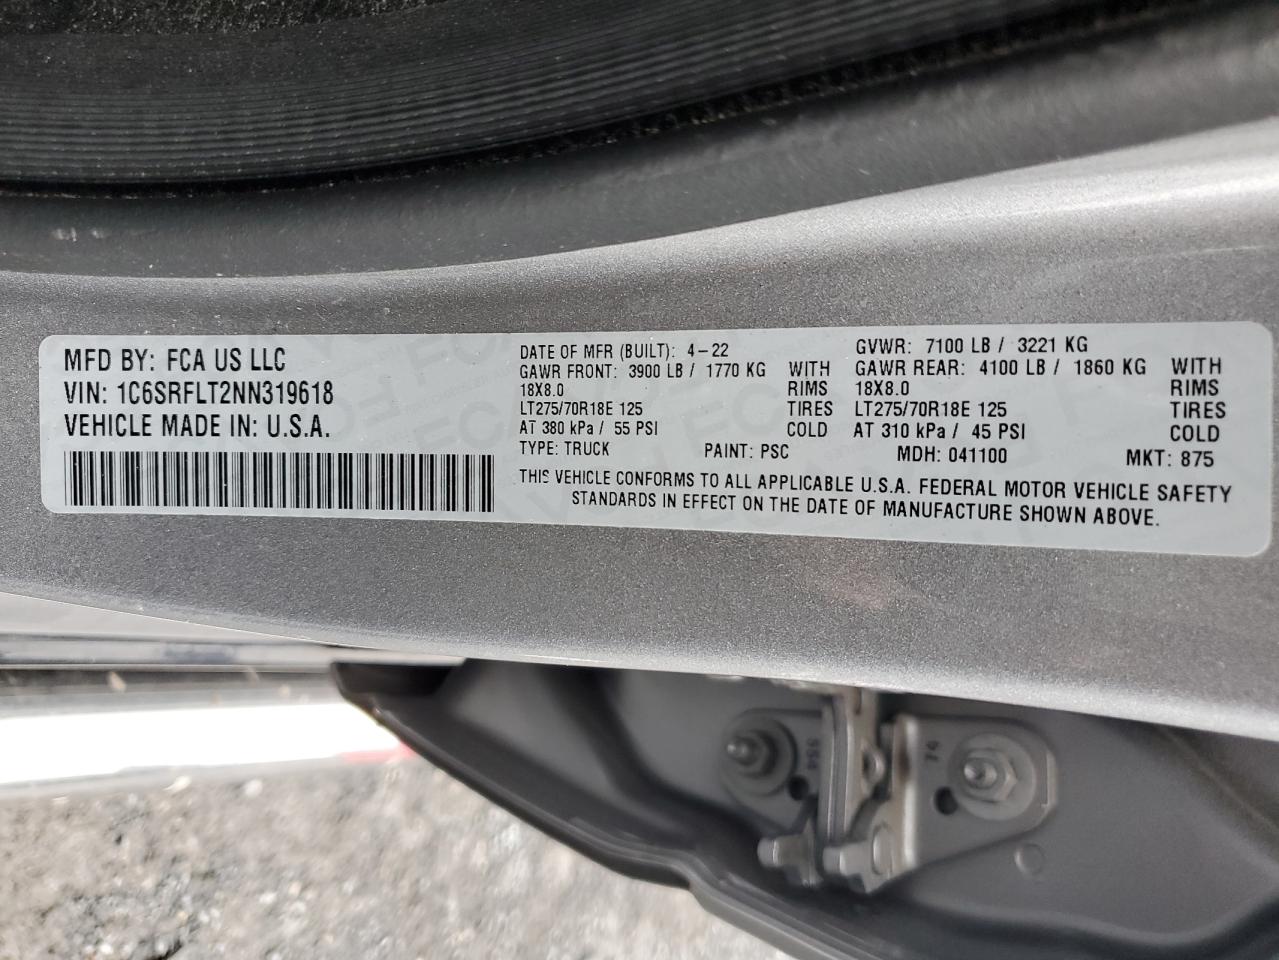 MFD BY: FCA US LLC
VIN: 1C6SRFLT2NN319618
VEHICLE MADE IN: U.S.A.
DATE OF MFR (BUILT): 4-22 GVWR: 7100 LB / 3221 KG
GAWR FRONT: 3900 LB / 1770 KG WITH GAWR REAR: 4100 LB / 1860 KG WITH
18X8.0 RIMS 18X8.0 RIMS
LT275/70R18E 125 TIRES LT275/70R18E 125 TIRES
AT 380 kPa / 55 PSI COLD AT 310 kPa / 45 PSI COLD
TYPE: TRUCK PAINT: PSC MDH: 041100 MKT: 875
THIS VEHICLE CONFORMS TO ALL APPLICABLE U.S.A. FEDERAL MOTOR VEHICLE SAFETY
STANDARDS IN EFFECT ON THE DATE OF MANUFACTURE SHOWN ABOVE.